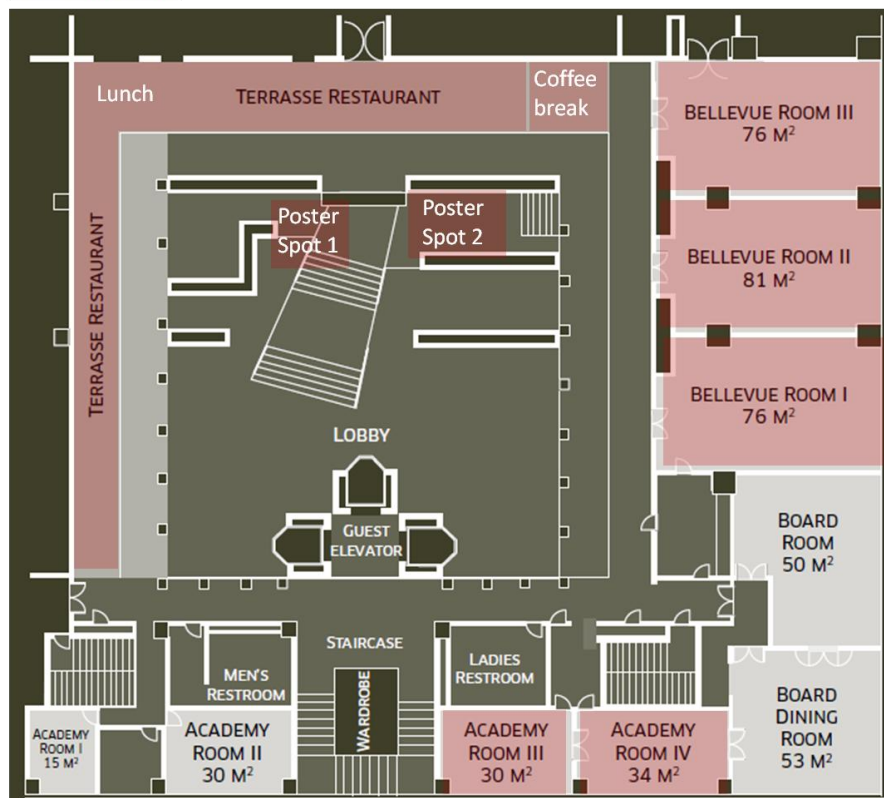 Lunch
TERRASSE RESTAURANT
Coffee
break
BELLEVUE ROOM III
76 M²
Poster
Spot 1
Poster
Spot 2
TERRASSE RESTAURANT
BELLEVUE ROOM II
81 M²
BELLEVUE ROOM I
76 M²
LOBBY
GUEST
ELEVATOR
BOARD
ROOM
50 M²
STAIRCASE
MEN'S
RESTROOM
LADIES
RESTROOM
WARDROBE
BOARD
DINING
ROOM
53 M²
ACADEMY
ROOM I
15 M²
ACADEMY
ROOM II
30 M²
ACADEMY
ROOM III
30 M²
ACADEMY
ROOM IV
34 M²